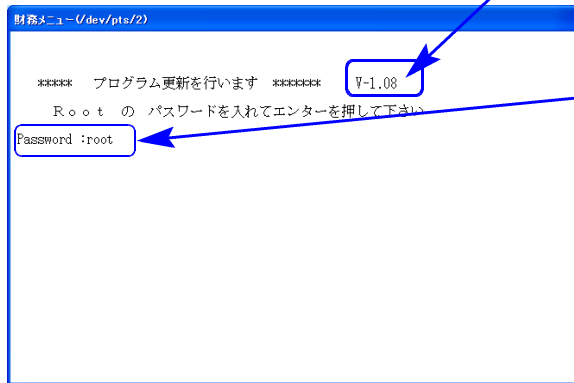 財務メニュー(/dev/pts/2)
***** プログラム更新を行います ******* V-1.08
Ｒｏｏｔ の パスワードを入れてエンターを押して下さい
Password :root